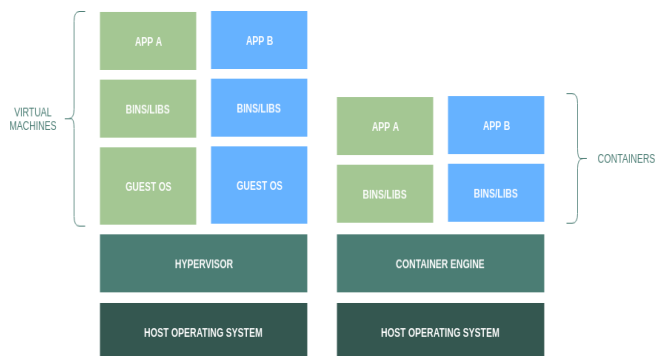 VIRTUAL
MACHINES
APP A
APP B
BINS/LIBS
BINS/LIBS
GUEST OS
GUEST OS
HYPERVISOR
HOST OPERATING SYSTEM
APP A
APP B
BINS/LIBS
BINS/LIBS
CONTAINER ENGINE
HOST OPERATING SYSTEM
CONTAINERS